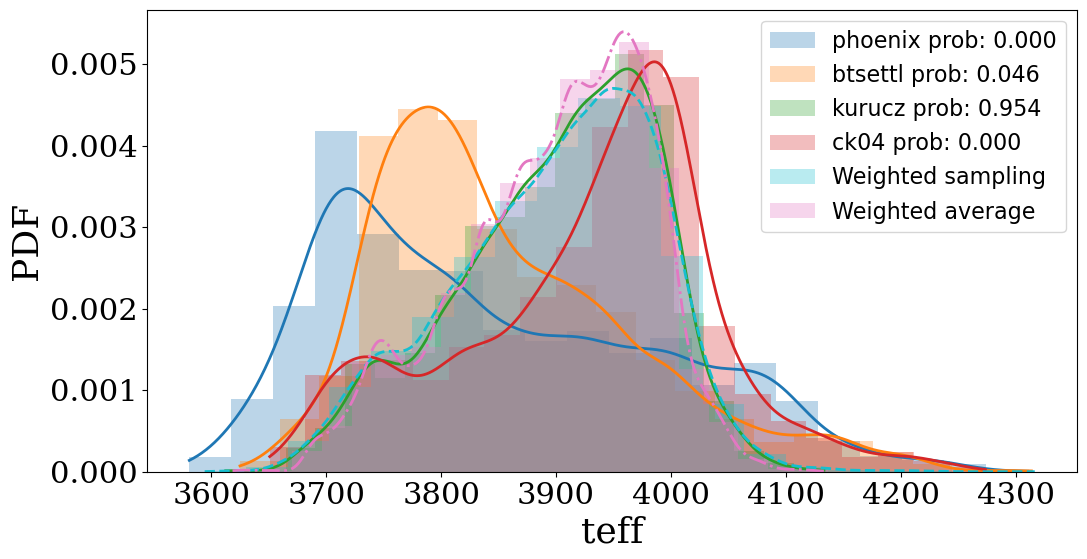 PDF
0.005
0.004
0.003
0.002
0.001
0.000
3600 3700 3800 3900 4000 4100 4200 4300
teff
phoenix prob: 0.000
btsettl prob: 0.046
kurucz prob: 0.954
ck04 prob: 0.000
Weighted sampling
Weighted average